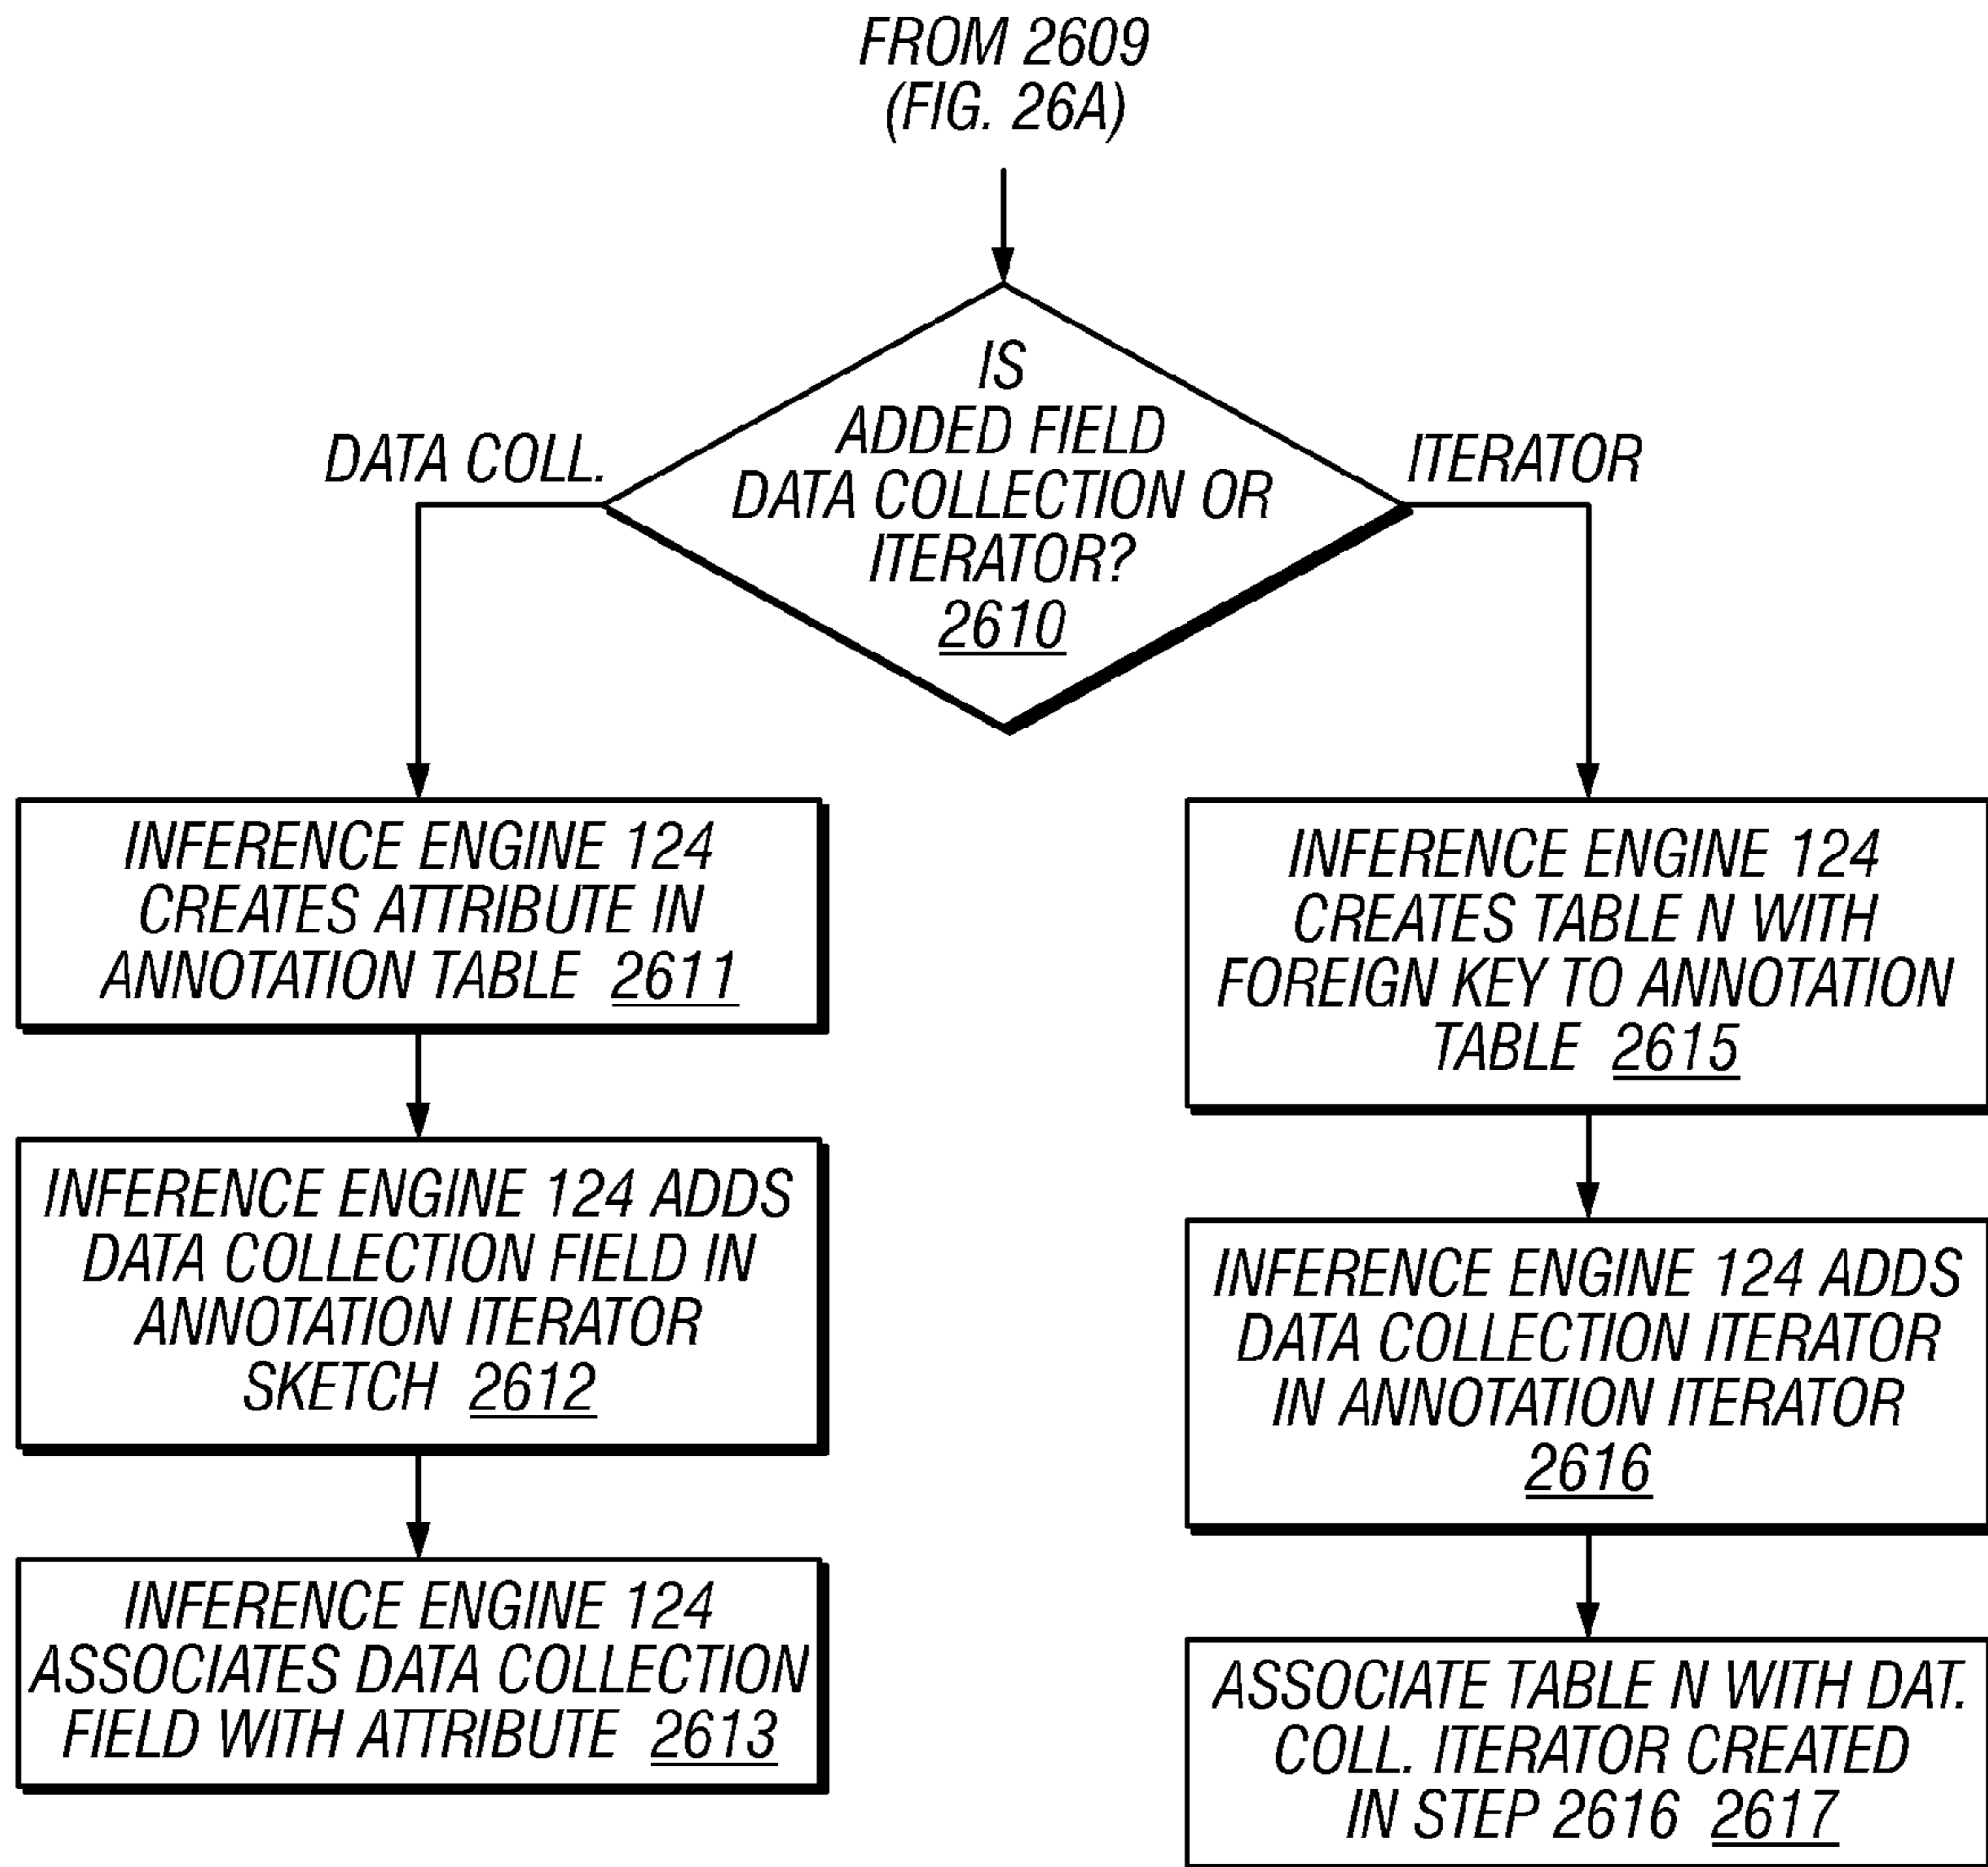 FROM 2609
(FIG. 26A)
IS
ADDED FIELD
DATA COLLECTION OR
ITERATOR?
2610
DATA COLL.
ITERATOR
INFERENCE ENGINE 124
CREATES ATTRIBUTE IN
ANNOTATION TABLE 2611
INFERENCE ENGINE 124 ADDS
DATA COLLECTION FIELD IN
ANNOTATION ITERATOR
SKETCH 2612
INFERENCE ENGINE 124
ASSOCIATES DATA COLLECTION
FIELD WITH ATTRIBUTE 2613
INFERENCE ENGINE 124
CREATES TABLE N WITH
FOREIGN KEY TO ANNOTATION
TABLE 2615
INFERENCE ENGINE 124 ADDS
DATA COLLECTION ITERATOR
IN ANNOTATION ITERATOR
2616
ASSOCIATE TABLE N WITH DAT.
COLL. ITERATOR CREATED
IN STEP 2616 2617